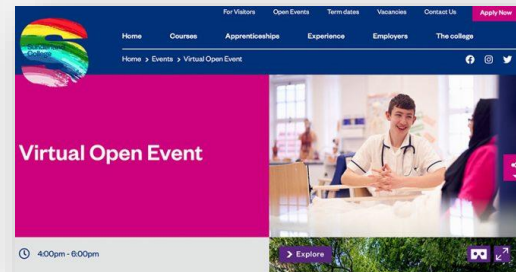 For Visitors Open Events Term dates Vacancies Contact Us Apply Now
Home Courses Apprenticeships Experience Employers The college
College
Home > Events > Virtual Open Event
Virtual Open Event
4:00pm - 6:00pm
> Explore